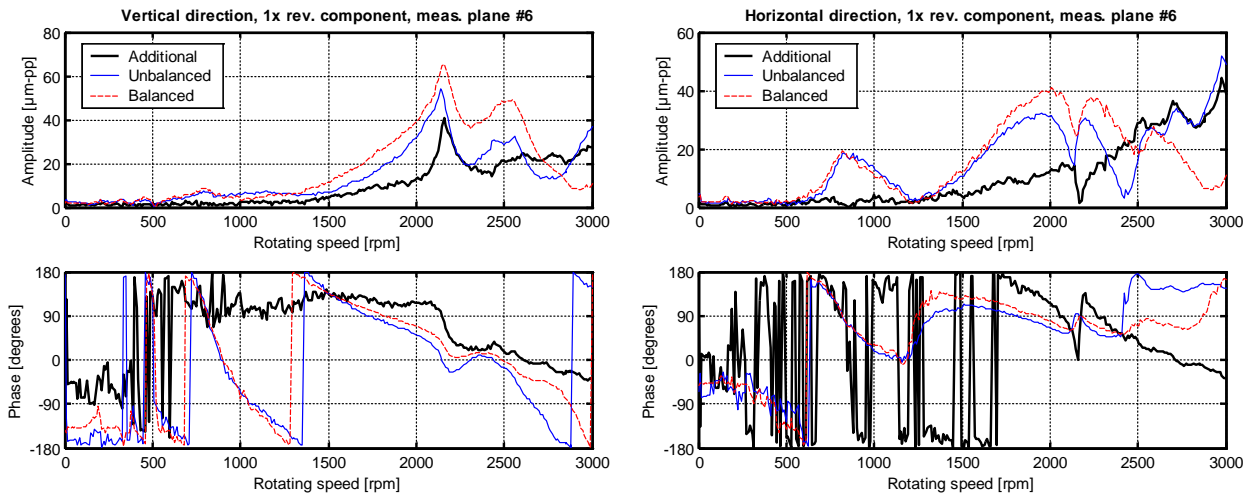 Vertical direction, 1x rev. component, meas. plane #6
80
60
40
20
0
Amplitude [µm-pp]
Additional
Unbalanced
Balanced
0 500 1000 1500 2000 2500 3000
Rotating speed [rpm]
180
90
0
-90
-180
Phase [degrees]
0 500 1000 1500 2000 2500 3000
Rotating speed [rpm]
Horizontal direction, 1x rev. component, meas. plane #6
60
40
20
0
Amplitude [µm-pp]
Additional
Unbalanced
Balanced
0 500 1000 1500 2000 2500 3000
Rotating speed [rpm]
180
90
0
-90
-180
Phase [degrees]
0 500 1000 1500 2000 2500 3000
Rotating speed [rpm]